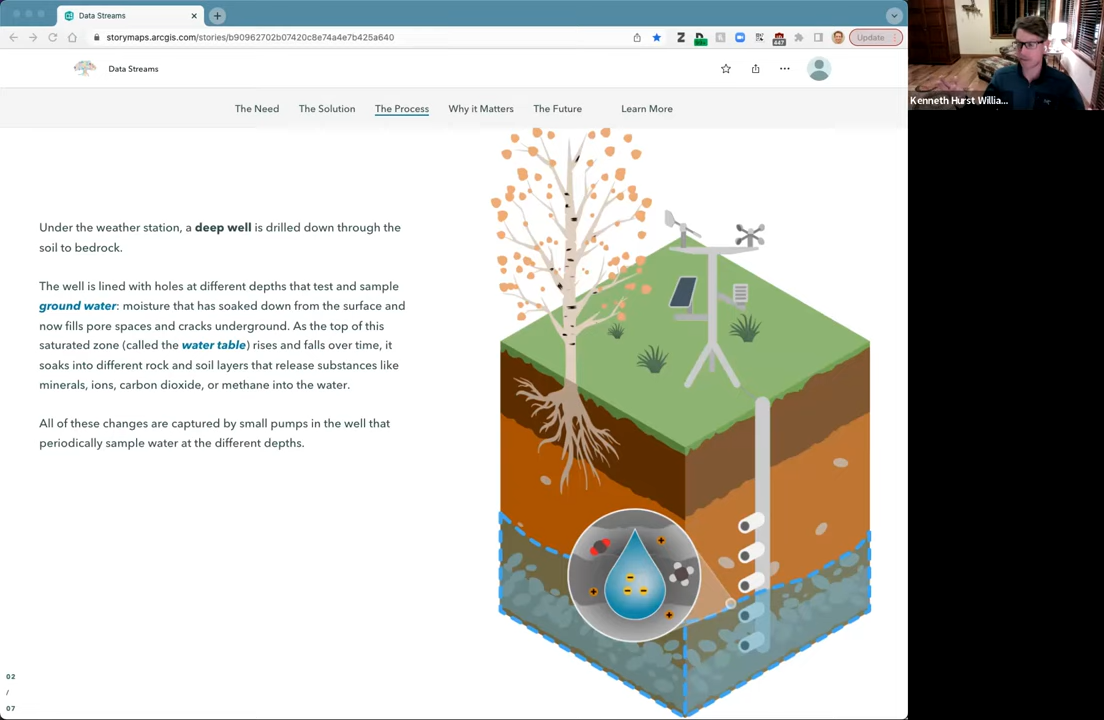 Data Streams
storymaps.arcgis.com/stories/b90962702b07420c8e74a4e7b425a640
447
Update
Data Streams
The Need
The Solution
The Process
Why it Matters
The Future
Learn More
Kenneth Hurst Willia...
Under the weather station, a deep well is drilled down through the
soil to bedrock.
The well is lined with holes at different depths that test and sample
ground water: moisture that has soaked down from the surface and
now fills pore spaces and cracks underground. As the top of this
saturated zone (called the water table) rises and falls over time, it
soaks into different rock and soil layers that release substances like
minerals, ions, carbon dioxide, or methane into the water.
All of these changes are captured by small pumps in the well that
periodically sample water at the different depths.
02
/
07